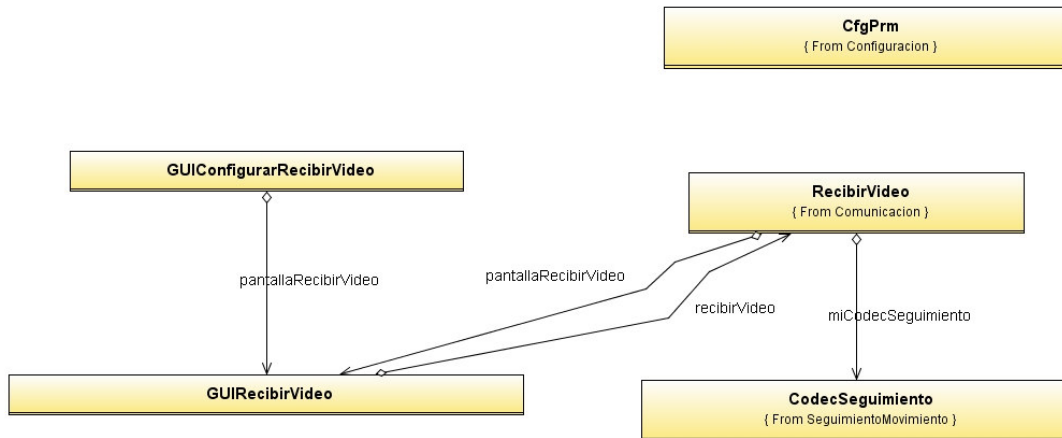 CfgPrm
{ From Configuracion }
GUIConfigurarRecibirVideo
RecibirVideo
{ From Comunicacion }
pantallaRecibirVideo
pantallaRecibirVideo
recibirVideo
miCodecSeguimiento
GUIRecibirVideo
CodecSeguimiento
{ From SeguimientoMovimiento }